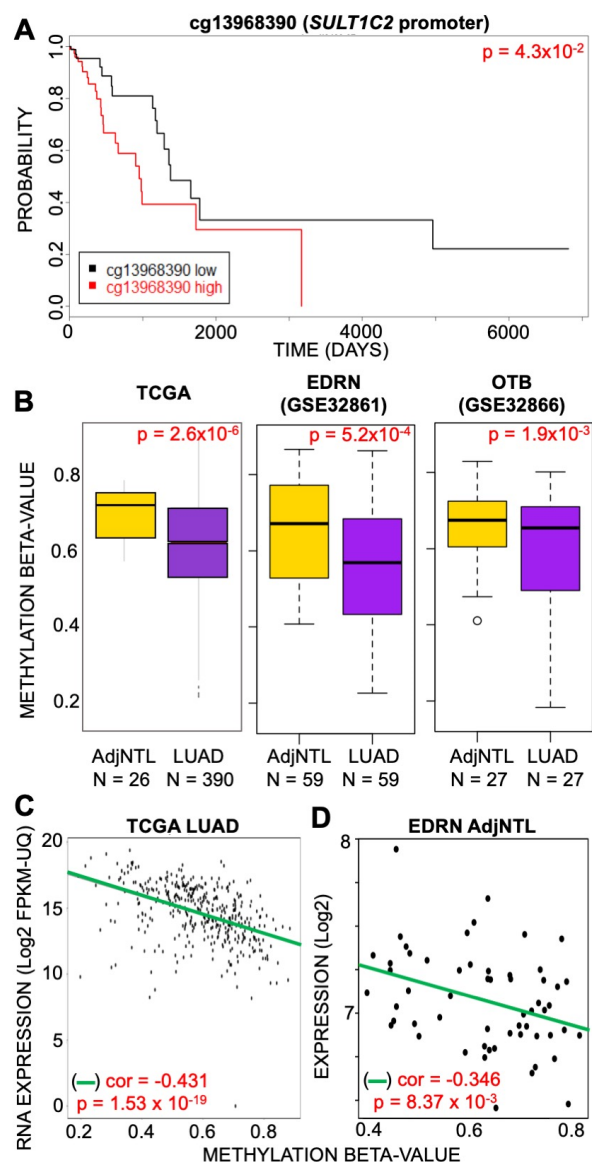 A
cg13968390 (SULT1C2 promoter)
p = 4.3x10-2
PROBABILITY
1.0
0.8
0.6
0.4
0.2
0.0
cg13968390 low
cg13968390 high
0 2000 4000 6000
TIME (DAYS)
B
TCGA
EDRN
(GSE32861)
OTB
(GSE32866)
p = 2.6x10-6
p = 5.2x10-4
p = 1.9x10-3
METHYLATION BETA-VALUE
0.8
0.6
0.4
0.2
AdjNTL LUAD
N = 26 N = 390
AdjNTL LUAD
N = 59 N = 59
AdjNTL LUAD
N = 27 N = 27
C
TCGA LUAD
RNA EXPRESSION (Log2 FPKM-UQ)
20
15
10
5
0
(—) cor = -0.431
p = 1.53 x 10-19
0.2 0.4 0.6 0.8
D
EDRN AdjNTL
EXPRESSION (Log2)
8
7
(—) cor = -0.346
p = 8.37 x 10-3
0.4 0.5 0.6 0.7 0.8
METHYLATION BETA-VALUE